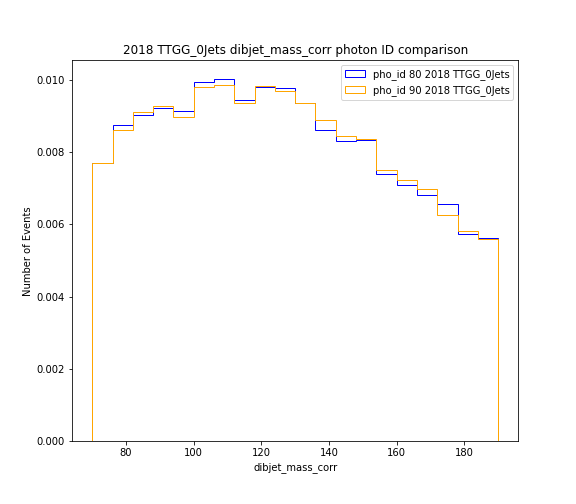 2018 TTGG_0Jets dibjet_mass_corr photon ID comparison
pho_id 80 2018 TTGG_0Jets
pho_id 90 2018 TTGG_0Jets
Number of Events
0.010
0.008
0.006
0.004
0.002
0.000
80 100 120 140 160 180
dibjet_mass_corr